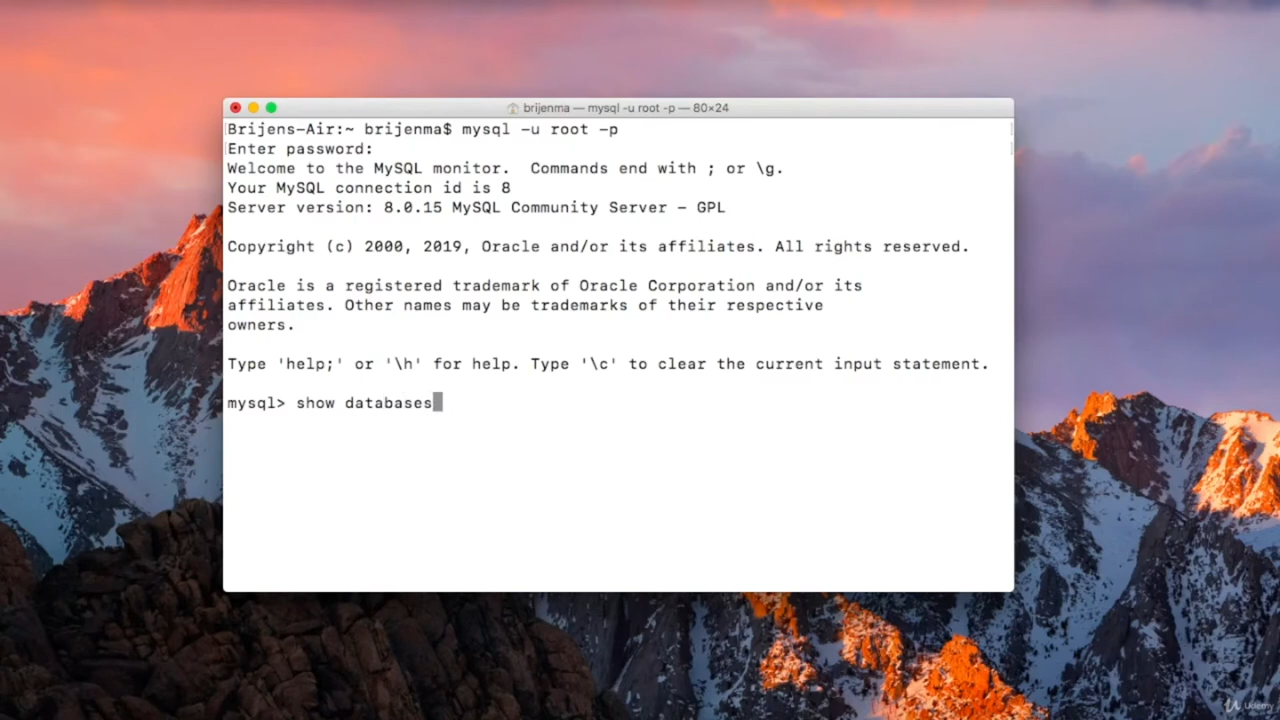 brijenma — mysql -u root -p — 80×24
Brijens-Air:~ brijenma$ mysql -u root -p
Enter password:
Welcome to the MySQL monitor.  Commands end with ; or \g.
Your MySQL connection id is 8
Server version: 8.0.15 MySQL Community Server - GPL
Copyright (c) 2000, 2019, Oracle and/or its affiliates. All rights reserved.
Oracle is a registered trademark of Oracle Corporation and/or its
affiliates. Other names may be trademarks of their respective
owners.
Type 'help;' or '\h' for help. Type '\c' to clear the current input statement.
mysql> show databases
Udemy